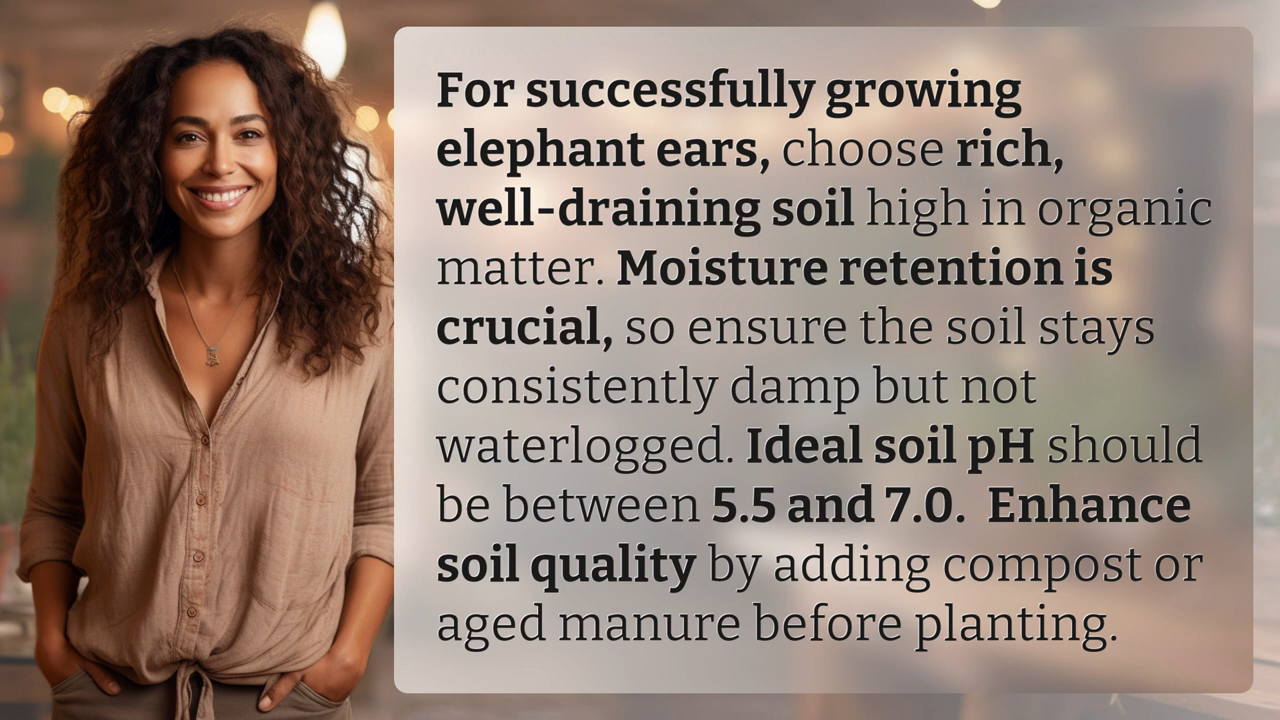 For successfully growing
elephant ears, choose rich,
well-draining soil high in organic
matter. Moisture retention is
crucial, so ensure the soil stays
consistently damp but not
waterlogged. Ideal soil pH should
be between 5.5 and 7.0.  Enhance
soil quality by adding compost or
aged manure before planting.